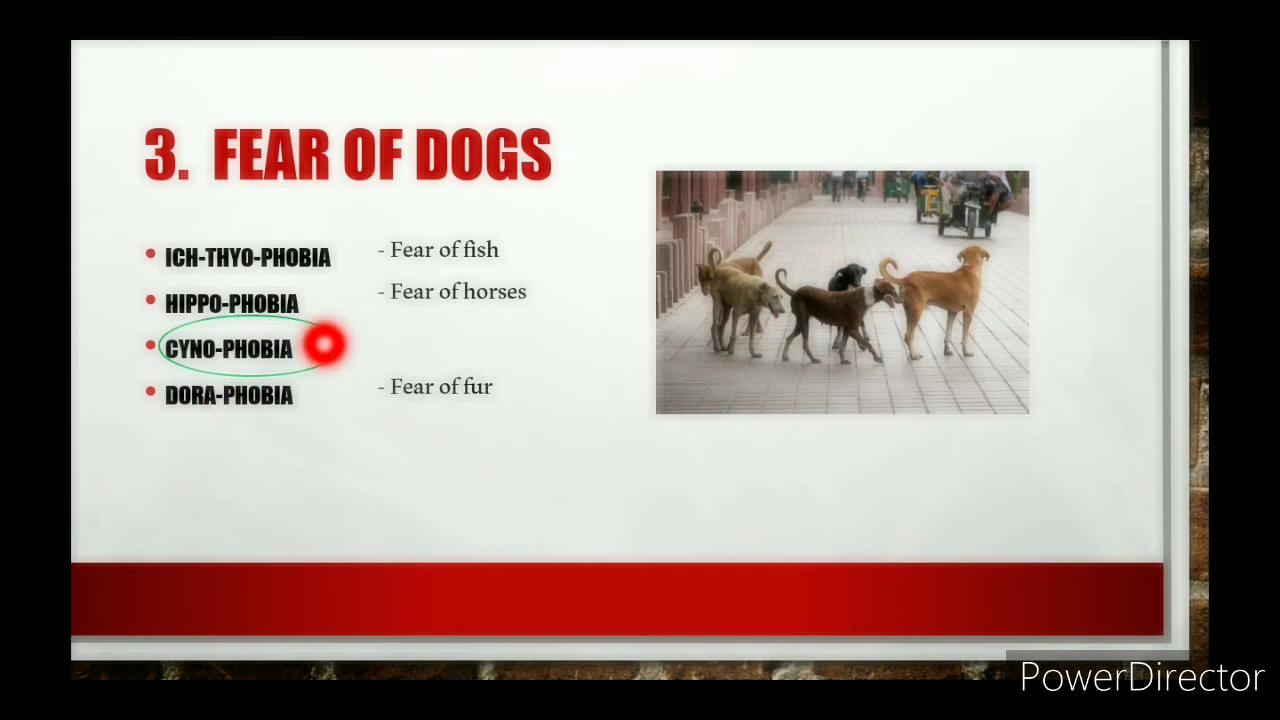 3. FEAR OF DOGS
• ICH-THYO-PHOBIA - Fear of fish
• HIPPO-PHOBIA - Fear of horses
• CYNO-PHOBIA
• DORA-PHOBIA - Fear of fur
PowerDirector